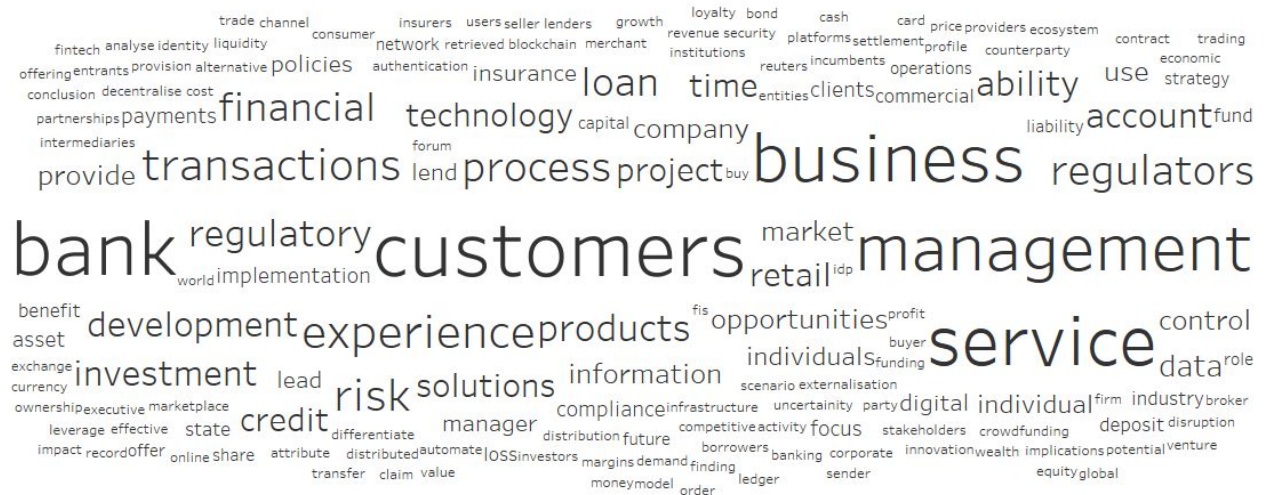 trade channel insurers users seller lenders growth loyalty bond cash card price providers ecosystem
fintech analyse identity liquidity consumer network retrieved blockchain merchant revenue security institutions platforms settlement profile counterparty contract trading
offering entrants provision alternative policies authentication insurance loan time reuters incumbents operations ability use economic strategy
conclusion decentralise cost financial technology capital company entities clients commercial account fund
partnerships payments liability
intermediaries forum
provide transactions lend process project buy business regulators
bank regulatory customers market management
world implementation retail idp
benefit development experience products fis opportunities profit service control
asset individuals buyer funding data role
exchange currency investment lead risk solutions information scenario externalisation
ownership executive marketplace credit compliance infrastructure uncertainity party digital individual firm industry broker
leverage effective state differentiate manager distribution future competitive activity focus stakeholders crowdfunding deposit disruption
impact record offer online share attribute distributed automate loss investors margins demand borrowers banking corporate innovation wealth implications potential venture
transfer claim value finding sender equity global
money model order ledger